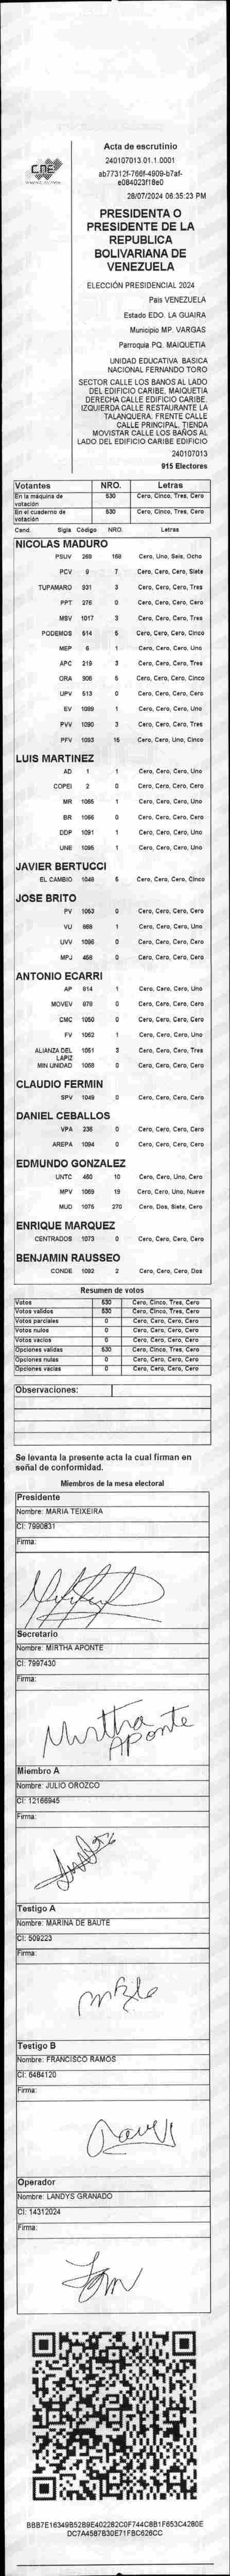 CNE
Acta de escrutinio
240107013.01.1.0001
ab77312f-766f-4909-b7af-
e084023f18e0
28/07/2024 06:35:23 PM
PRESIDENTA O
PRESIDENTE DE LA
REPUBLICA
BOLIVARIANA DE
VENEZUELA
ELECCIÓN PRESIDENCIAL 2024
País VENEZUELA
Estado EDO. LA GUAIRA
Municipio MP. VARGAS
Parroquia PQ. MAIQUETIA
UNIDAD EDUCATIVA BASICA
NACIONAL FERNANDO TORO
SECTOR CALLE LOS BANOS AL LADO
DEL EDIFICIO CARIBE, MAIQUETIA
DERECHA CALLE EDIFICIO CARIBE.
IZQUIERDA CALLE RESTAURANTE LA
TALANQUERA. FRENTE CALLE
CALLE PRINCIPAL. TIENDA
MOVISTAR CALLE LOS BAÑOS AL
LADO DEL EDIFICIO CARIBE EDIFICIO
240107013
915 Electores
Votantes NRO. Letras
En la máquina de votación 530 Cero, Cinco, Tres, Cero
En el cuaderno de votación 530 Cero, Cinco, Tres, Cero
Cand. Sigla Código NRO. Letras
NICOLAS MADURO
PSUV 268 168 Cero, Uno, Seis, Ocho
PCV 9 7 Cero, Cero, Cero, Siete
TUPAMARO 931 3 Cero, Cero, Cero, Tres
PPT 276 0 Cero, Cero, Cero, Cero
MSV 1017 3 Cero, Cero, Cero, Tres
PODEMOS 514 5 Cero, Cero, Cero, Cinco
MEP 6 1 Cero, Cero, Cero, Uno
APC 219 3 Cero, Cero, Cero, Tres
ORA 906 5 Cero, Cero, Cero, Cinco
UPV 513 0 Cero, Cero, Cero, Cero
EV 1089 1 Cero, Cero, Cero, Uno
PVV 1090 3 Cero, Cero, Cero, Tres
PFV 1093 15 Cero, Cero, Uno, Cinco
LUIS MARTINEZ
AD 1 1 Cero, Cero, Cero, Uno
COPEI 2 0 Cero, Cero, Cero, Cero
MR 1065 1 Cero, Cero, Cero, Uno
BR 1066 0 Cero, Cero, Cero, Cero
DDP 1091 1 Cero, Cero, Cero, Uno
UNE 1095 1 Cero, Cero, Cero, Uno
JAVIER BERTUCCI
EL CAMBIO 1048 5 Cero, Cero, Cero, Cinco
JOSE BRITO
PV 1053 0 Cero, Cero, Cero, Cero
VU 889 1 Cero, Cero, Cero, Uno
UVV 1096 0 Cero, Cero, Cero, Cero
MPJ 458 0 Cero, Cero, Cero, Cero
ANTONIO ECARRI
AP 914 1 Cero, Cero, Cero, Uno
MOVEV 879 0 Cero, Cero, Cero, Cero
CMC 1050 0 Cero, Cero, Cero, Cero
FV 1062 1 Cero, Cero, Cero, Uno
ALIANZA DEL LAPIZ 1051 3 Cero, Cero, Cero, Tres
MIN UNIDAD 1058 0 Cero, Cero, Cero, Cero
CLAUDIO FERMIN
SPV 1049 0 Cero, Cero, Cero, Cero
DANIEL CEBALLOS
VPA 236 0 Cero, Cero, Cero, Cero
AREPA 1094 0 Cero, Cero, Cero, Cero
EDMUNDO GONZALEZ
UNTC 450 10 Cero, Cero, Uno, Cero
MPV 1069 19 Cero, Cero, Uno, Nueve
MUD 1075 270 Cero, Dos, Siete, Cero
ENRIQUE MARQUEZ
CENTRADOS 1073 0 Cero, Cero, Cero, Cero
BENJAMIN RAUSSEO
CONDE 1092 2 Cero, Cero, Cero, Dos
Resumen de votos
Votos 530 Cero, Cinco, Tres, Cero
Votos validos 530 Cero, Cinco, Tres, Cero
Votos parciales 0 Cero, Cero, Cero, Cero
Votos nulos 0 Cero, Cero, Cero, Cero
Votos vacios 0 Cero, Cero, Cero, Cero
Opciones validas 530 Cero, Cinco, Tres, Cero
Opciones nulas 0 Cero, Cero, Cero, Cero
Opciones vacias 0 Cero, Cero, Cero, Cero
Observaciones:
Se levanta la presente acta la cual firman en
señal de conformidad.
Miembros de la mesa electoral
Presidente
Nombre: MARIA TEIXEIRA
CI: 7990831
Firma:
Secretario
Nombre: MIRTHA APONTE
CI: 7997430
Firma:
Mirtha
Aponte
Miembro A
Nombre: JULIO OROZCO
CI: 12166945
Firma:
Testigo A
Nombre: MARINA DE BAUTE
CI: 509223
Firma:
Testigo B
Nombre: FRANCISCO RAMOS
CI: 6484120
Firma:
Operador
Nombre: LANDYS GRANADO
CI: 14312024
Firma:
BBB7E16349B52B9E402282C0F744C8B1F653C4280E
DC7A4587B30E71FBC626CC